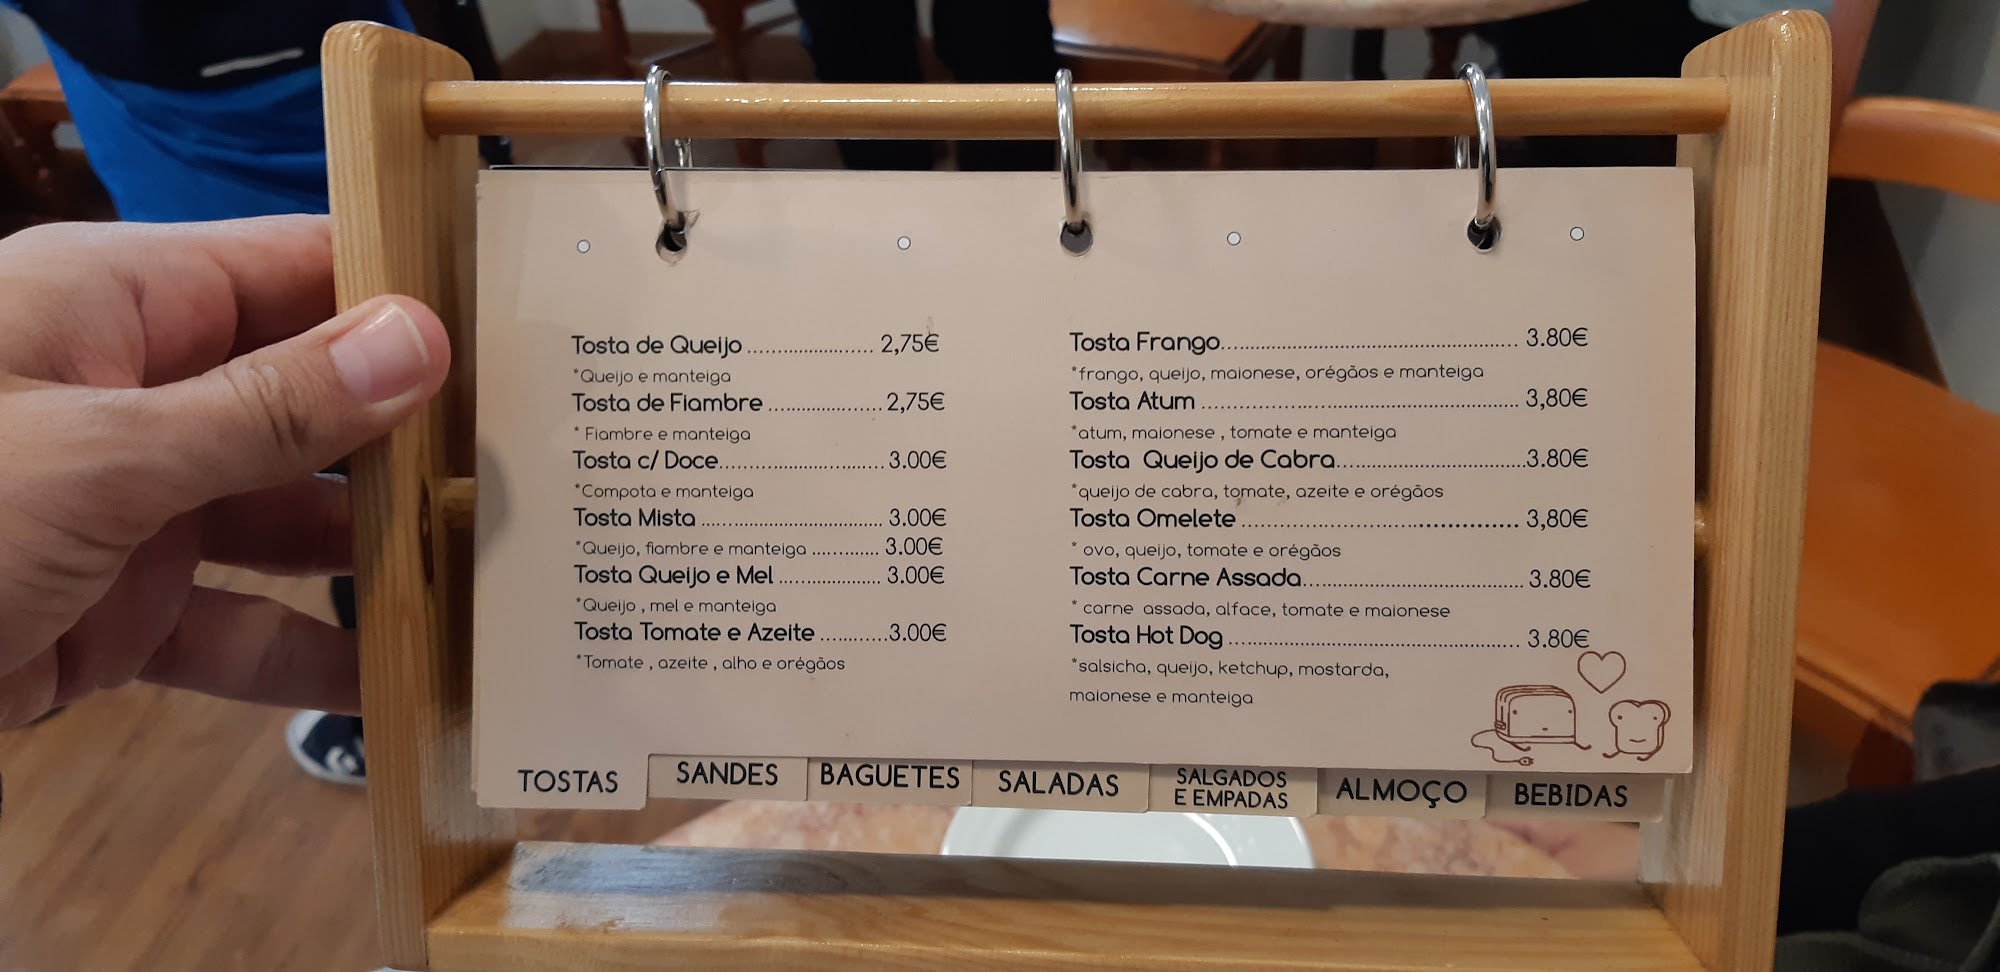 Tosta de Queijo ...................... 2,75€
*Queijo e manteiga
Tosta de Fiambre .................... 2,75€
* Fiambre e manteiga
Tosta c/ Doce............................. 3.00€
*Compota e manteiga
Tosta Mista ................................ 3.00€
*Queijo, fiambre e manteiga ............ 3.00€
Tosta Queijo e Mel .................. 3.00€
*Queijo , mel e manteiga
Tosta Tomate e Azeite ............3.00€
*Tomate , azeite , alho e orégãos
Tosta Frango.................................................... 3.80€
*frango, queijo, maionese, orégãos e manteiga
Tosta Atum ....................................................... 3,80€
*atum, maionese , tomate e manteiga
Tosta Queijo de Cabra.................................3.80€
*queijo de cabra, tomate, azeite e orégãos
Tosta Omelete ................................................ 3,80€
* ovo, queijo, tomate e orégãos
Tosta Carne Assada...................................... 3.80€
* carne assada, alface, tomate e maionese
Tosta Hot Dog .................................................. 3.80€
*salsicha, queijo, ketchup, mostarda,
maionese e manteiga
TOSTAS
SANDES
BAGUETES
SALADAS
SALGADOS
E EMPADAS
ALMOÇO
BEBIDAS